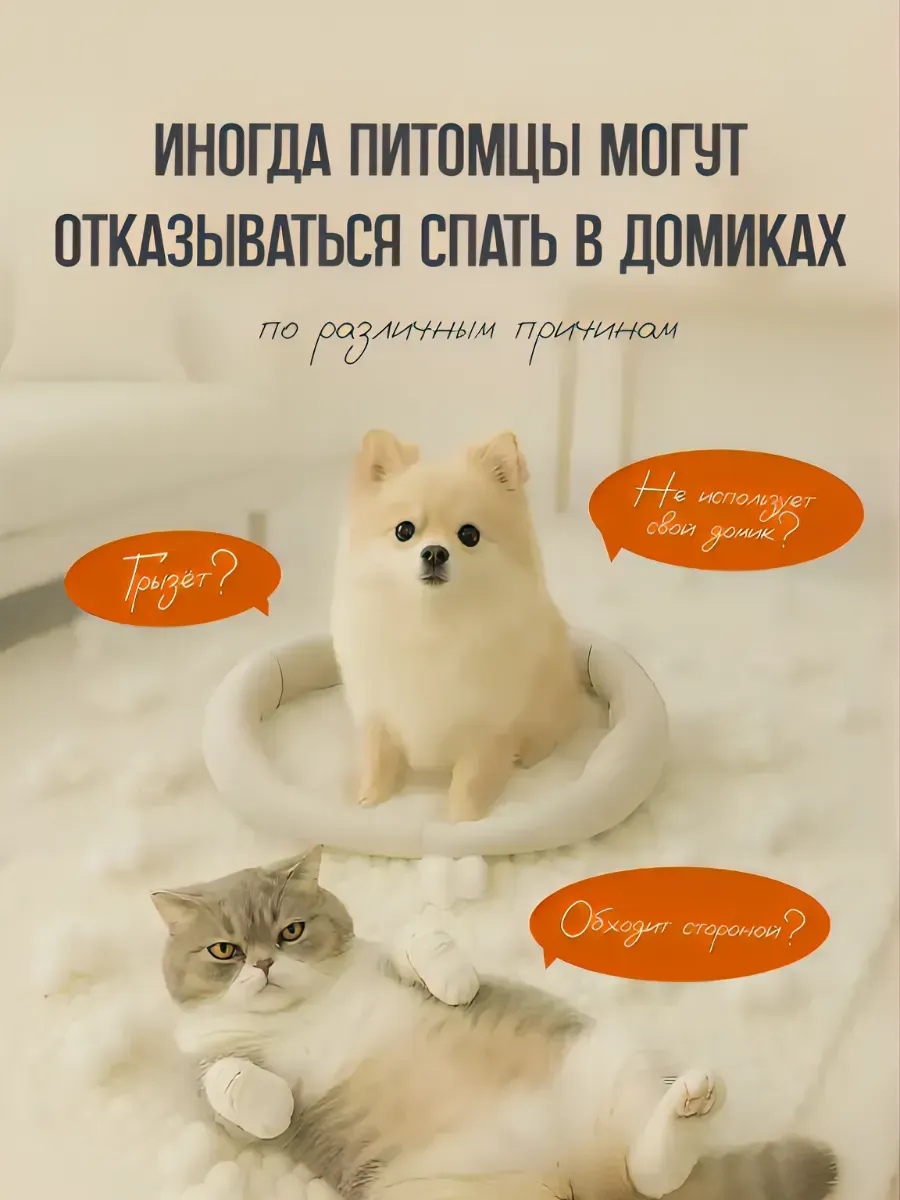 ИНОГДА ПИТОМЦЫ МОГУТ
ОТКАЗЫВАТЬСЯ СПАТЬ В ДОМИКАХ
по различным причинам
Не использует
свой домик?
Грызёт?
Обходит стороной?